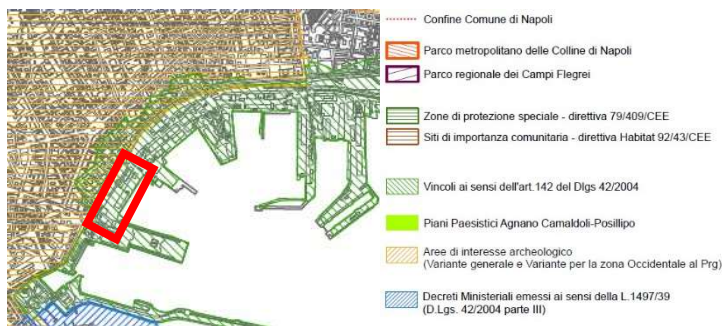 Confine Comune di Napoli
Parco metropolitano delle Colline di Napoli
Parco regionale dei Campi Flegrei
Zone di protezione speciale - direttiva 79/409/CEE
Siti di importanza comunitaria - direttiva Habitat 92/43/CEE
Vincoli ai sensi dell'art.142 del Dlgs 42/2004
Piani Paesistici Agnano Camaldoli-Posillipo
Aree di interesse archeologico
(Variante generale e Variante per la zona Occidentale al Prg)
Decreti Ministeriali emessi ai sensi della L.1497/39
(D.Lgs. 42/2004 parte III)